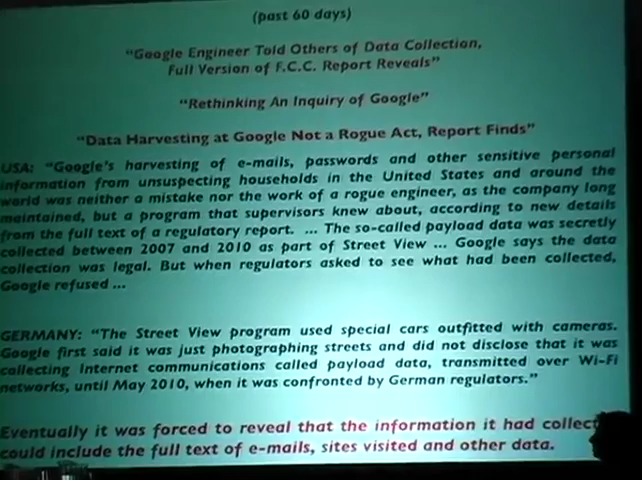 (past 60 days)
"Google Engineer Told Others of Data Collection,
Full Version of F.C.C. Report Reveals"
"Rethinking An Inquiry of Google"
"Data Harvesting at Google Not a Rogue Act, Report Finds"
USA: "Google's harvesting of e-mails, passwords and other sensitive personal
information from unsuspecting households in the United States and around the
world was neither a mistake nor the work of a rogue engineer, as the company long
maintained, but a program that supervisors knew about, according to new details
from the full text of a regulatory report. ... The so-called payload data was secretly
collected between 2007 and 2010 as part of Street View ... Google says the data
collection was legal. But when regulators asked to see what had been collected,
Google refused ...
GERMANY: "The Street View program used special cars outfitted with cameras.
Google first said it was just photographing streets and did not disclose that it was
collecting Internet communications called payload data, transmitted over Wi-Fi
networks, until May 2010, when it was confronted by German regulators."
Eventually it was forced to reveal that the information it had collect
could include the full text of e-mails, sites visited and other data.